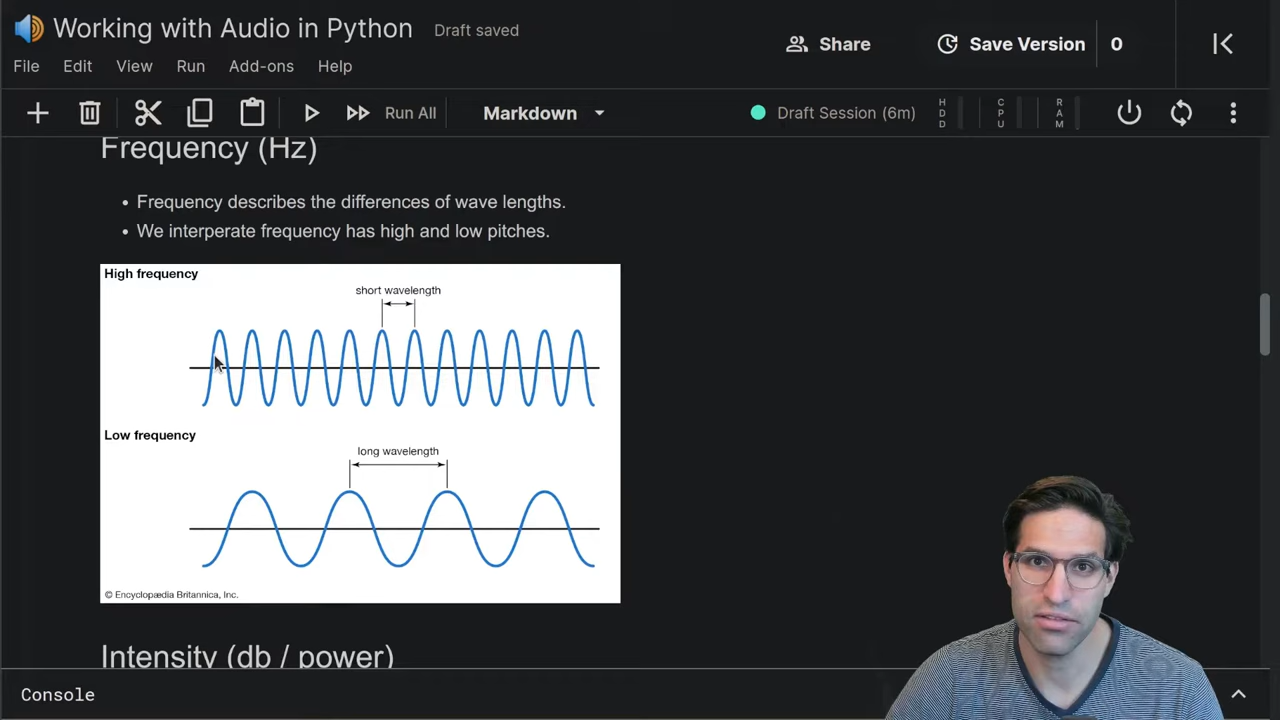 Working with Audio in Python
Draft saved
Share
Save Version
0
File
Edit
View
Run
Add-ons
Help
Run All
Markdown
Draft Session (6m)
HDD
CPU
RAM
Frequency (Hz)
• Frequency describes the differences of wave lengths.
• We interperate frequency has high and low pitches.
High frequency
short wavelength
Low frequency
long wavelength
© Encyclopædia Britannica, Inc.
Intensity (db / power)
Console